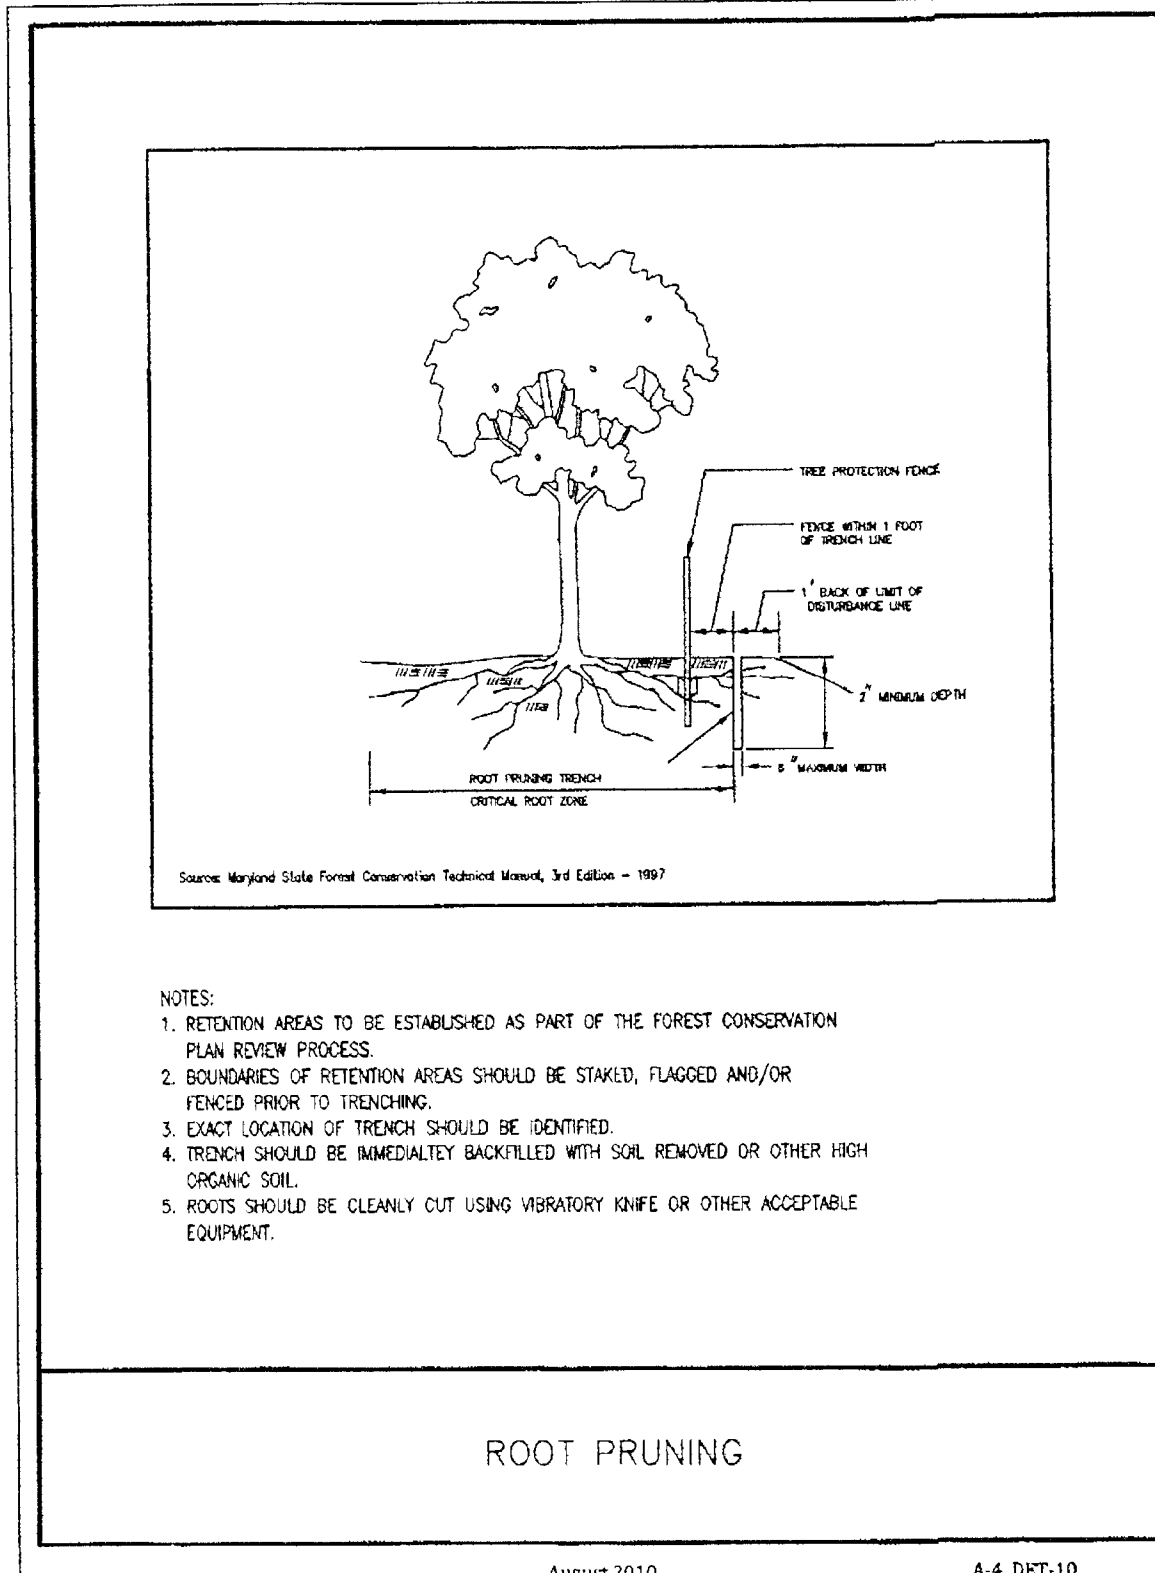 TREE PROTECTION FENCE
FENCE WITHIN 1 FOOT
OF TRENCH LINE
1' BACK OF LIMIT OF
DISTURBANCE LINE
2" MINIMUM DEPTH
6" MAXIMUM WIDTH
ROOT PRUNING TRENCH
CRITICAL ROOT ZONE
Source: Maryland State Forest Conservation Technical Manual, 3rd Edition - 1997
NOTES:
1. RETENTION AREAS TO BE ESTABLISHED AS PART OF THE FOREST CONSERVATION
PLAN REVIEW PROCESS.
2. BOUNDARIES OF RETENTION AREAS SHOULD BE STAKED, FLAGGED AND/OR
FENCED PRIOR TO TRENCHING.
3. EXACT LOCATION OF TRENCH SHOULD BE IDENTIFIED.
4. TRENCH SHOULD BE IMMEDIALTEY BACKFILLED WITH SOIL REMOVED OR OTHER HIGH
ORGANIC SOIL.
5. ROOTS SHOULD BE CLEANLY CUT USING VIBRATORY KNIFE OR OTHER ACCEPTABLE
EQUIPMENT.
ROOT PRUNING
August 2010
A-4 DET-10